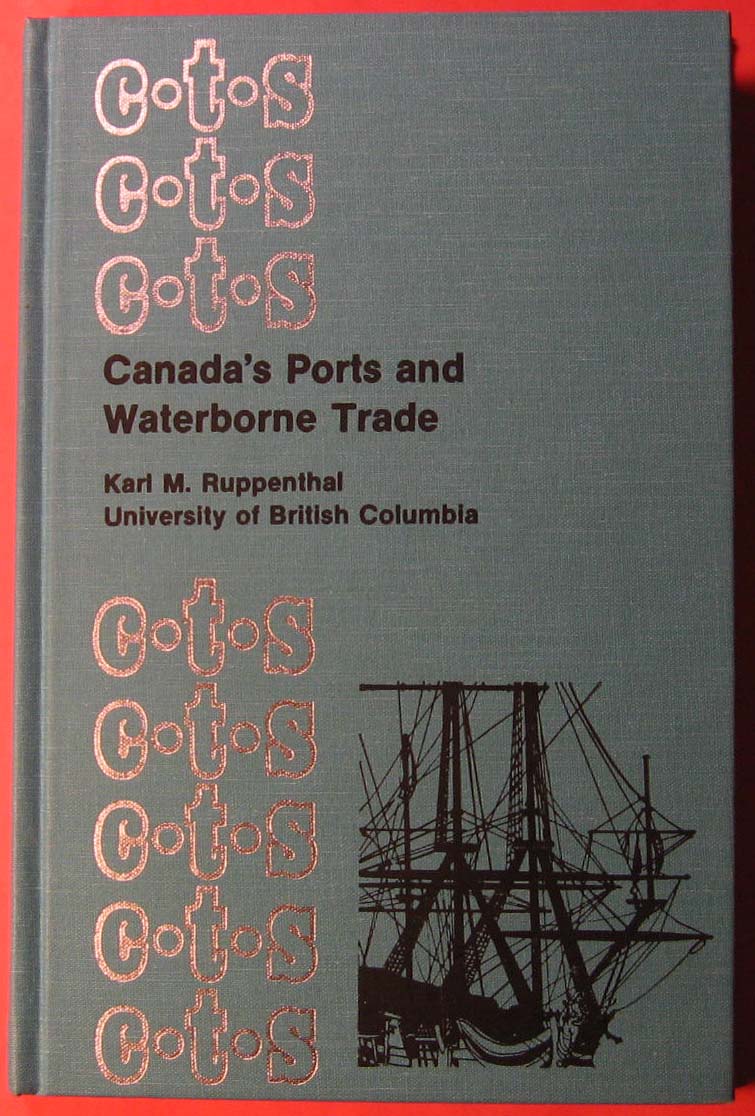 c·t·s
c·t·s
c·t·s
Canada's Ports and
Waterborne Trade
Karl M. Ruppenthal
University of British Columbia
c·t·s
c·t·s
c·t·s
c·t·s
c·t·s